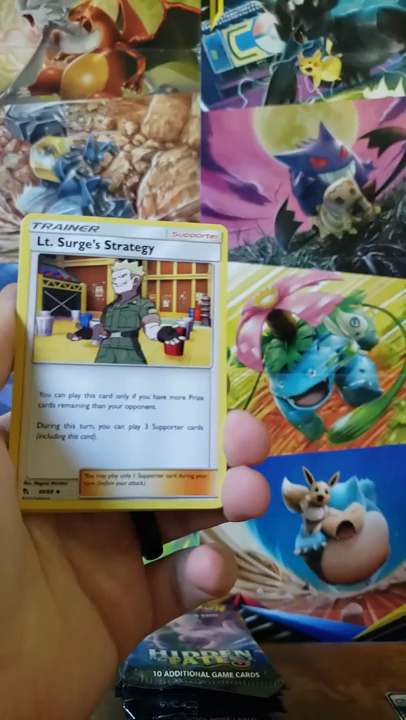 TRAINER
Supporter
Lt. Surge's Strategy
You can play this card only if you have more Prize
cards remaining than your opponent.
During this turn, you can play 3 Supporter cards
(including this card).
You may play only 1 Supporter card during your
turn (before your attack).
60/68
HIDDEN
FATES
10 ADDITIONAL GAME CARDS